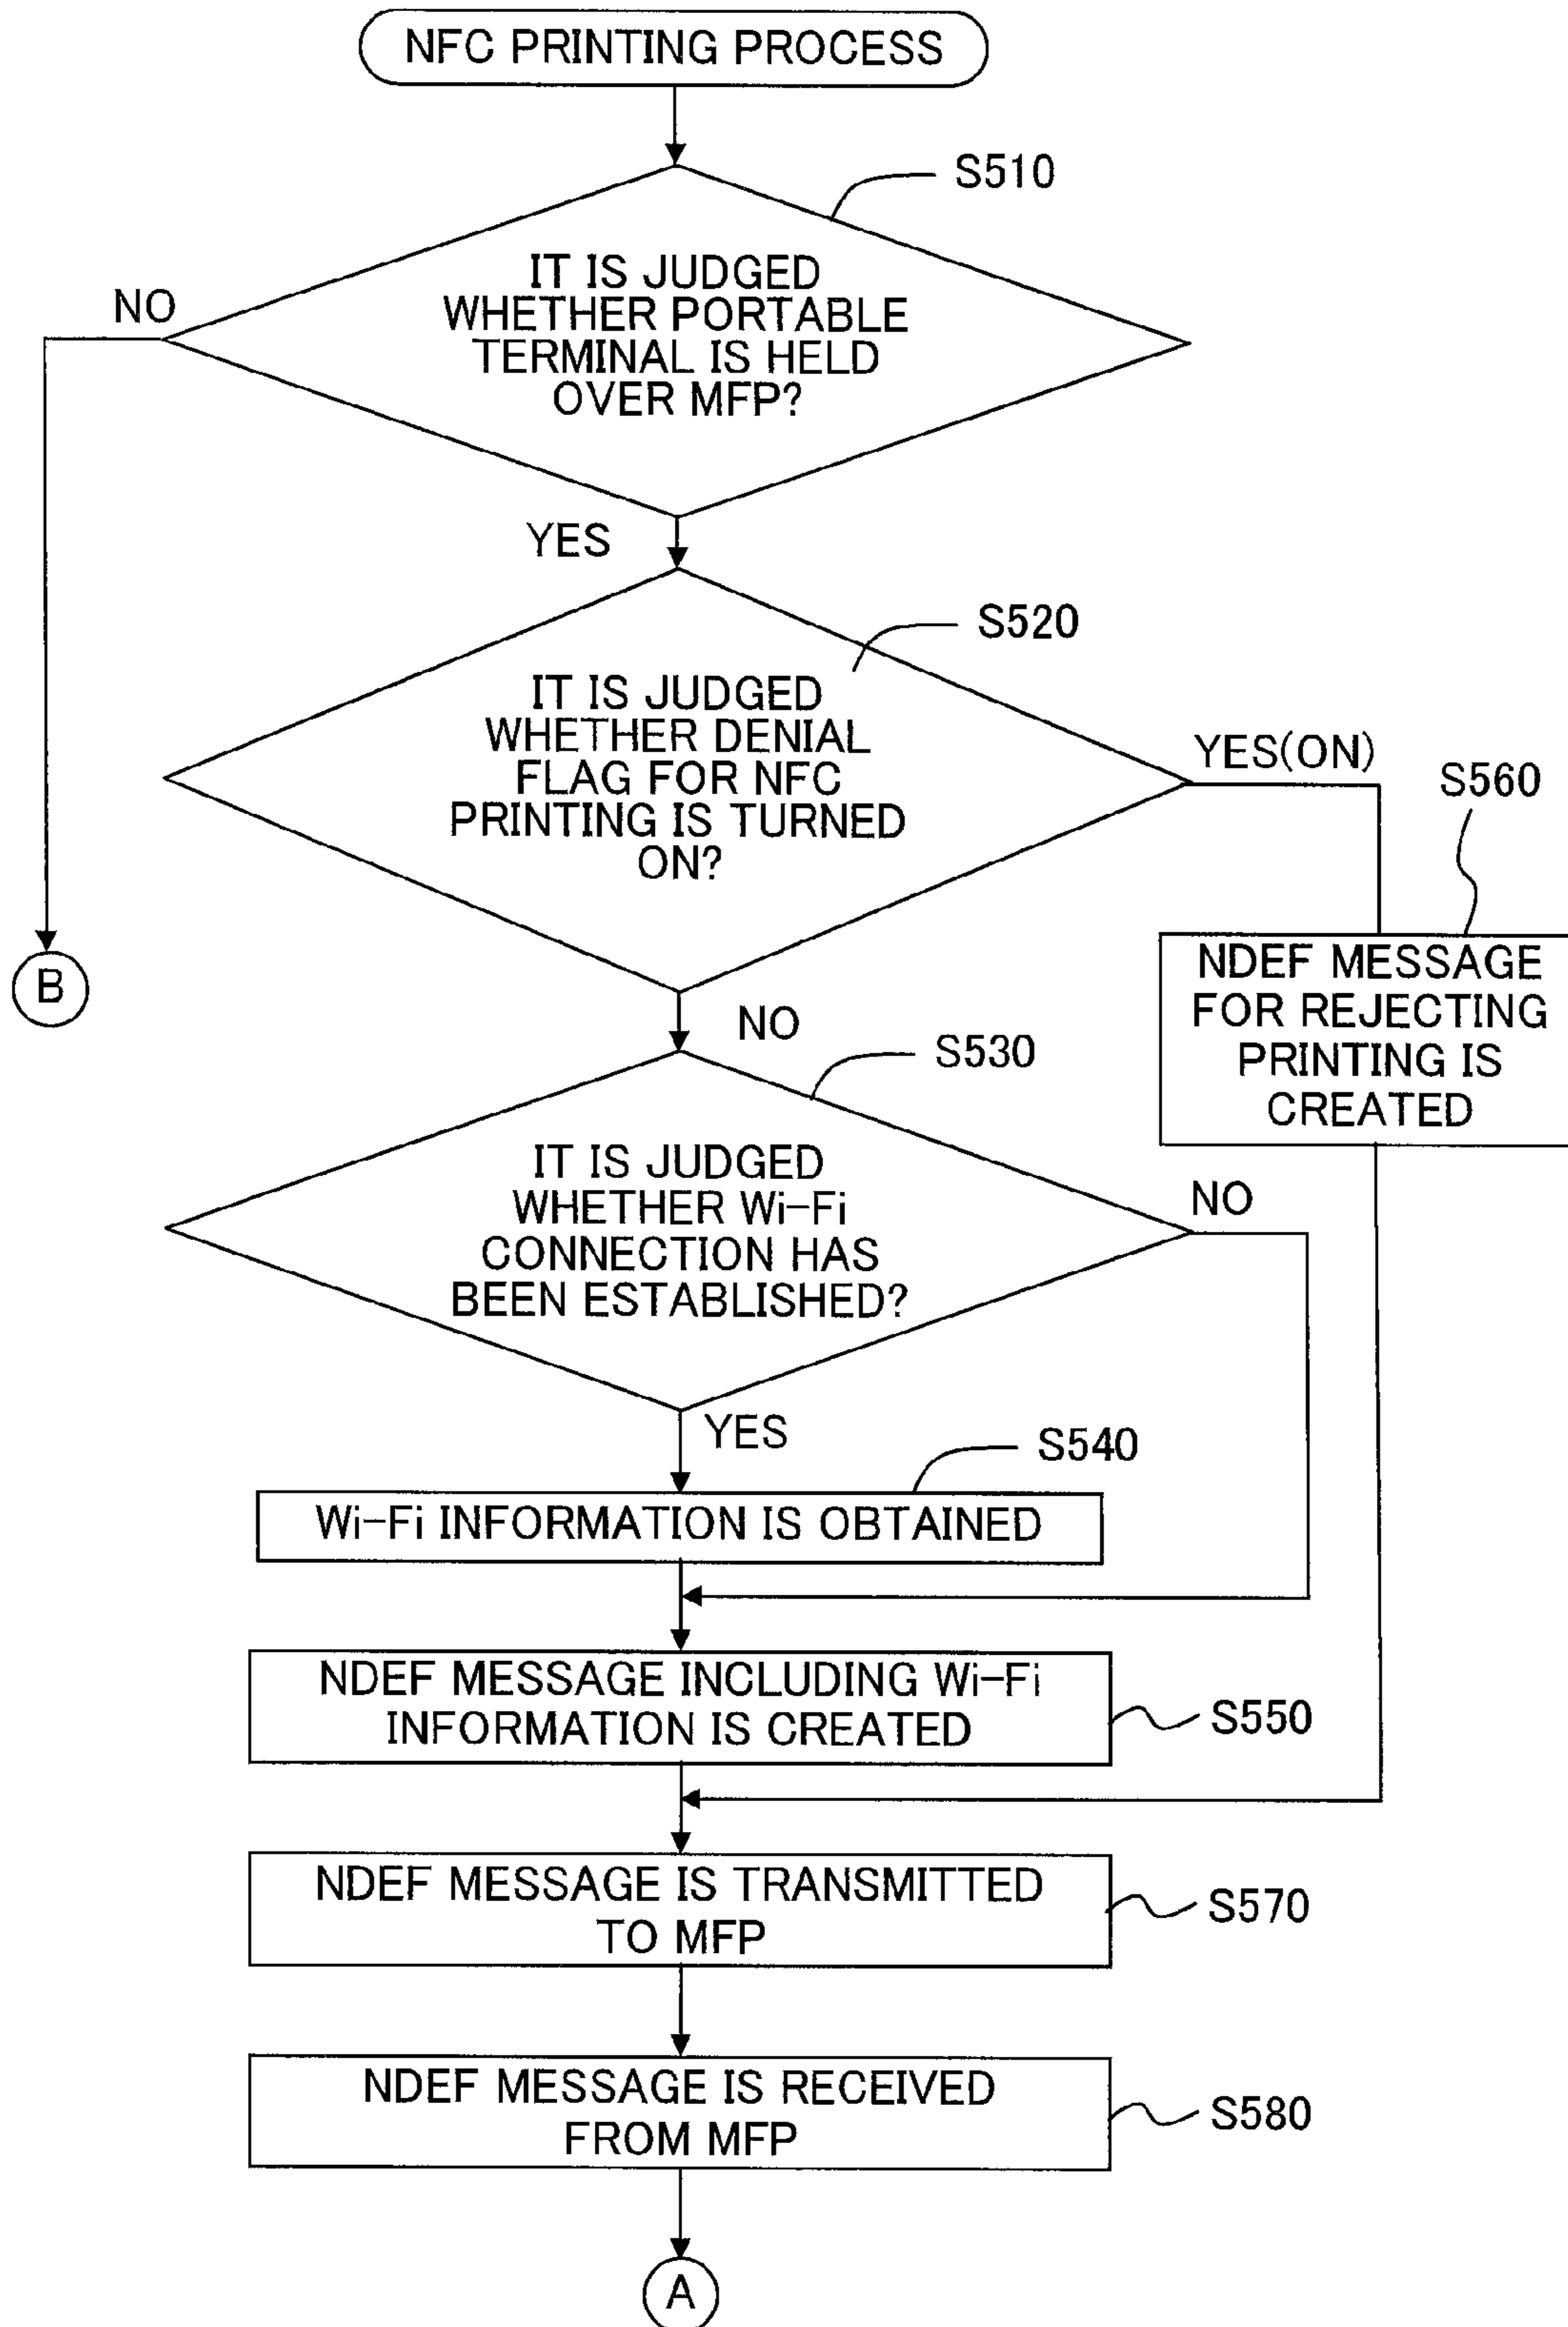 NFC PRINTING PROCESS
S510
IT IS JUDGED
WHETHER PORTABLE
TERMINAL IS HELD
OVER MFP?
NO
YES
S520
IT IS JUDGED
WHETHER DENIAL
FLAG FOR NFC
PRINTING IS TURNED
ON?
YES(ON)
S560
NDEF MESSAGE
FOR REJECTING
PRINTING IS
CREATED
B
NO
S530
IT IS JUDGED
WHETHER Wi-Fi
CONNECTION HAS
BEEN ESTABLISHED?
NO
YES
S540
Wi-Fi INFORMATION IS OBTAINED
NDEF MESSAGE INCLUDING Wi-Fi
INFORMATION IS CREATED
S550
NDEF MESSAGE IS TRANSMITTED
TO MFP
S570
NDEF MESSAGE IS RECEIVED
FROM MFP
S580
A